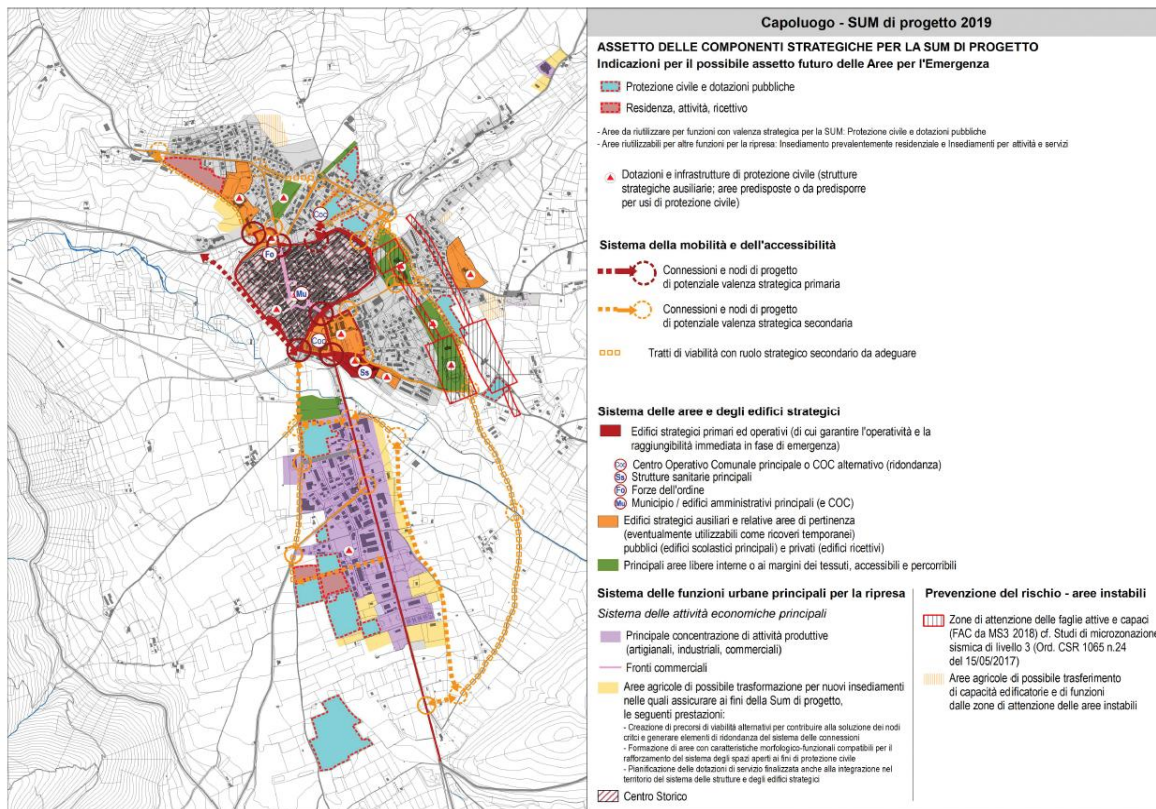 Capoluogo - SUM di progetto 2019
ASSETTO DELLE COMPONENTI STRATEGICHE PER LA SUM DI PROGETTO
Indicazioni per il possibile assetto futuro delle Aree per l'Emergenza
Protezione civile e dotazioni pubbliche
Residenza, attività, ricettivo
- Aree da riutilizzare per funzioni con valenza strategica per la SUM: Protezione civile e dotazioni pubbliche
- Aree riutilizzabili per altre funzioni per la ripresa: Insediamento prevalentemente residenziale e Insediamenti per attività e servizi
Dotazioni e infrastrutture di protezione civile (strutture
strategiche ausiliarie; aree predisposte o da predisporre
per usi di protezione civile)
Sistema della mobilità e dell'accessibilità
Connessioni e nodi di progetto
di potenziale valenza strategica primaria
Connessioni e nodi di progetto
di potenziale valenza strategica secondaria
Tratti di viabilità con ruolo strategico secondario da adeguare
Sistema delle aree e degli edifici strategici
Edifici strategici primari ed operativi (di cui garantire l'operatività e la
raggiungibilità immediata in fase di emergenza)
Coc Centro Operativo Comunale principale o COC alternativo (ridondanza)
Ss Strutture sanitarie principali
Fo Forze dell'ordine
Mu Municipio / edifici amministrativi principali (e COC)
Edifici strategici ausiliari e relative aree di pertinenza
(eventualmente utilizzabili come ricoveri temporanei)
pubblici (edifici scolastici principali) e privati (edifici ricettivi)
Principali aree libere interne o ai margini dei tessuti, accessibili e percorribili
Sistema delle funzioni urbane principali per la ripresa
Sistema delle attività economiche principali
Principale concentrazione di attività produttive
(artigianali, industriali, commerciali)
Fronti commerciali
Aree agricole di possibile trasformazione per nuovi insediamenti
nelle quali assicurare ai fini della Sum di progetto,
le seguenti prestazioni:
- Creazione di precorsi di viabilità alternativi per contribuire alla soluzione dei nodi
critci e generare elementi di ridondanza del sistema delle connessioni
- Formazione di aree con caratteristiche morfologico-funzionali compatibili per il
rafforzamento del sistema degli spazi aperti ai fini di protezione civile
- Pianificazione delle dotazioni di servizio finalizzata anche alla integrazione nel
territorio del sistema delle strutture e degli edifici strategici
Centro Storico
Prevenzione del rischio - aree instabili
Zone di attenzione delle faglie attive e capaci
(FAC da MS3 2018) cf. Studi di microzonazione
sismica di livello 3 (Ord. CSR 1065 n.24
del 15/05/2017)
Aree agricole di possibile trasferimento
di capacità edificatorie e di funzioni
dalle zone di attenzione delle aree instabili
Coc
Fo
Mu
Coc
Ss